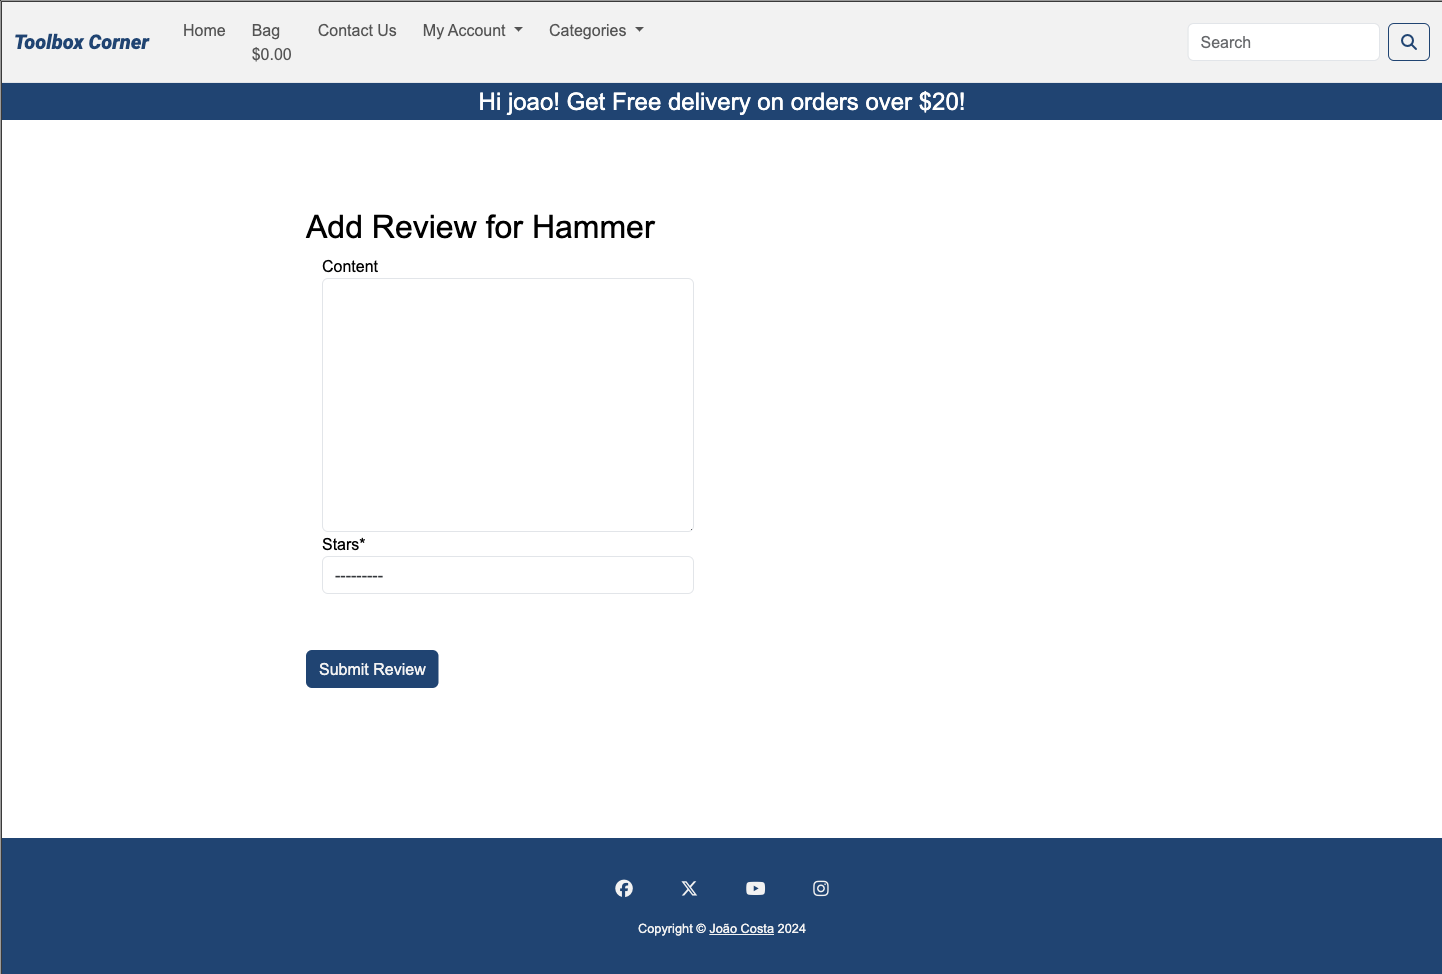 Toolbox Corner
Home
Bag
$0.00
Contact Us
My Account
Categories
Search
Hi joao! Get Free delivery on orders over $20!
Add Review for Hammer
Content
Stars*
---------
Submit Review
Copyright © João Costa 2024